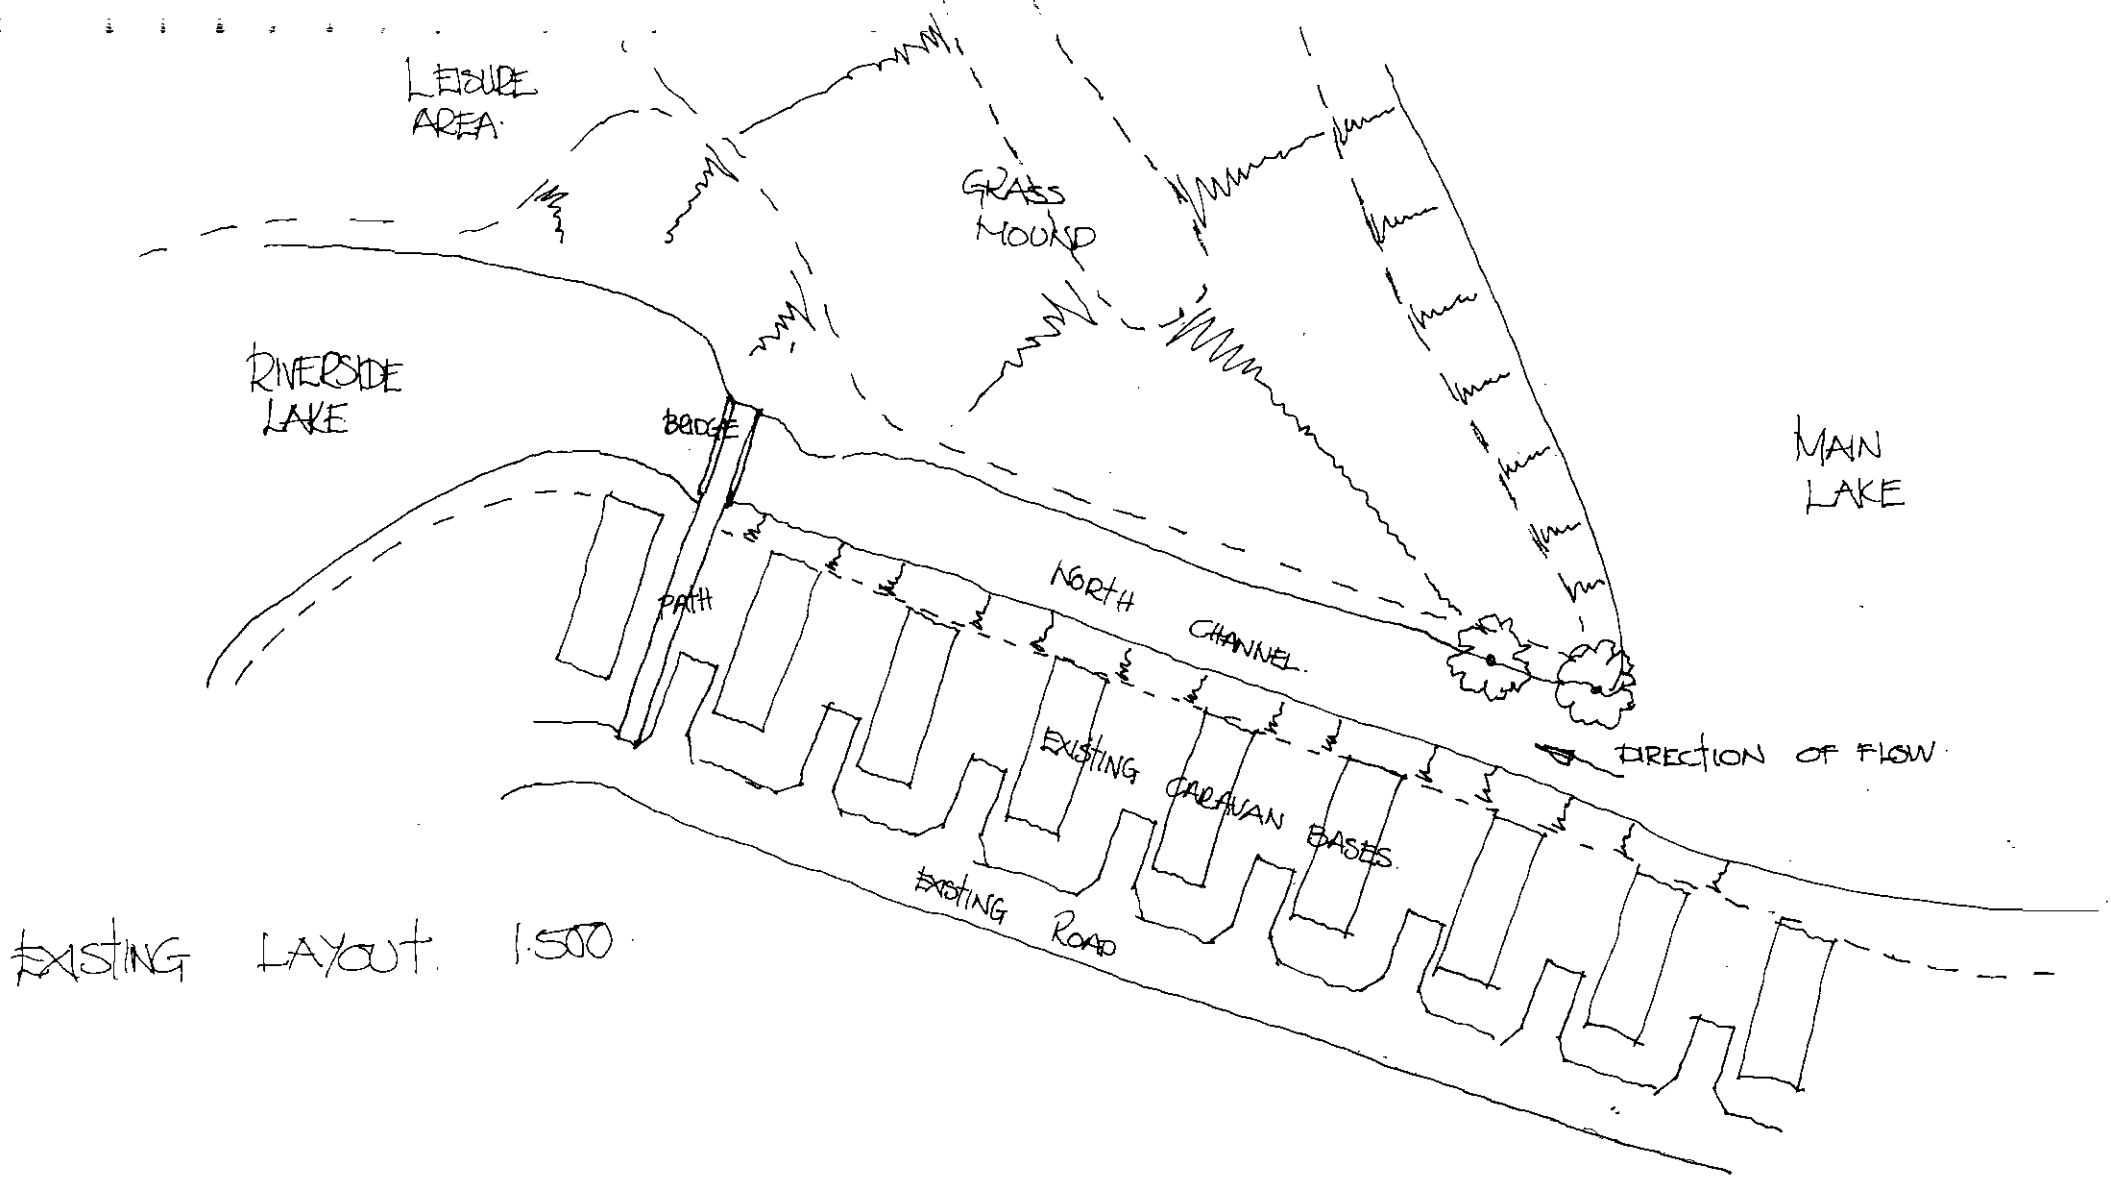 LEISURE
AREA.
GRASS
MOUND
RIVERSIDE
LAKE
BRIDGE
MAIN
LAKE
PATH
NORTH CHANNEL.
DIRECTION OF FLOW.
EXISTING CARAVAN BASES.
EXISTING ROAD
EXISTING LAYOUT. 1:500.